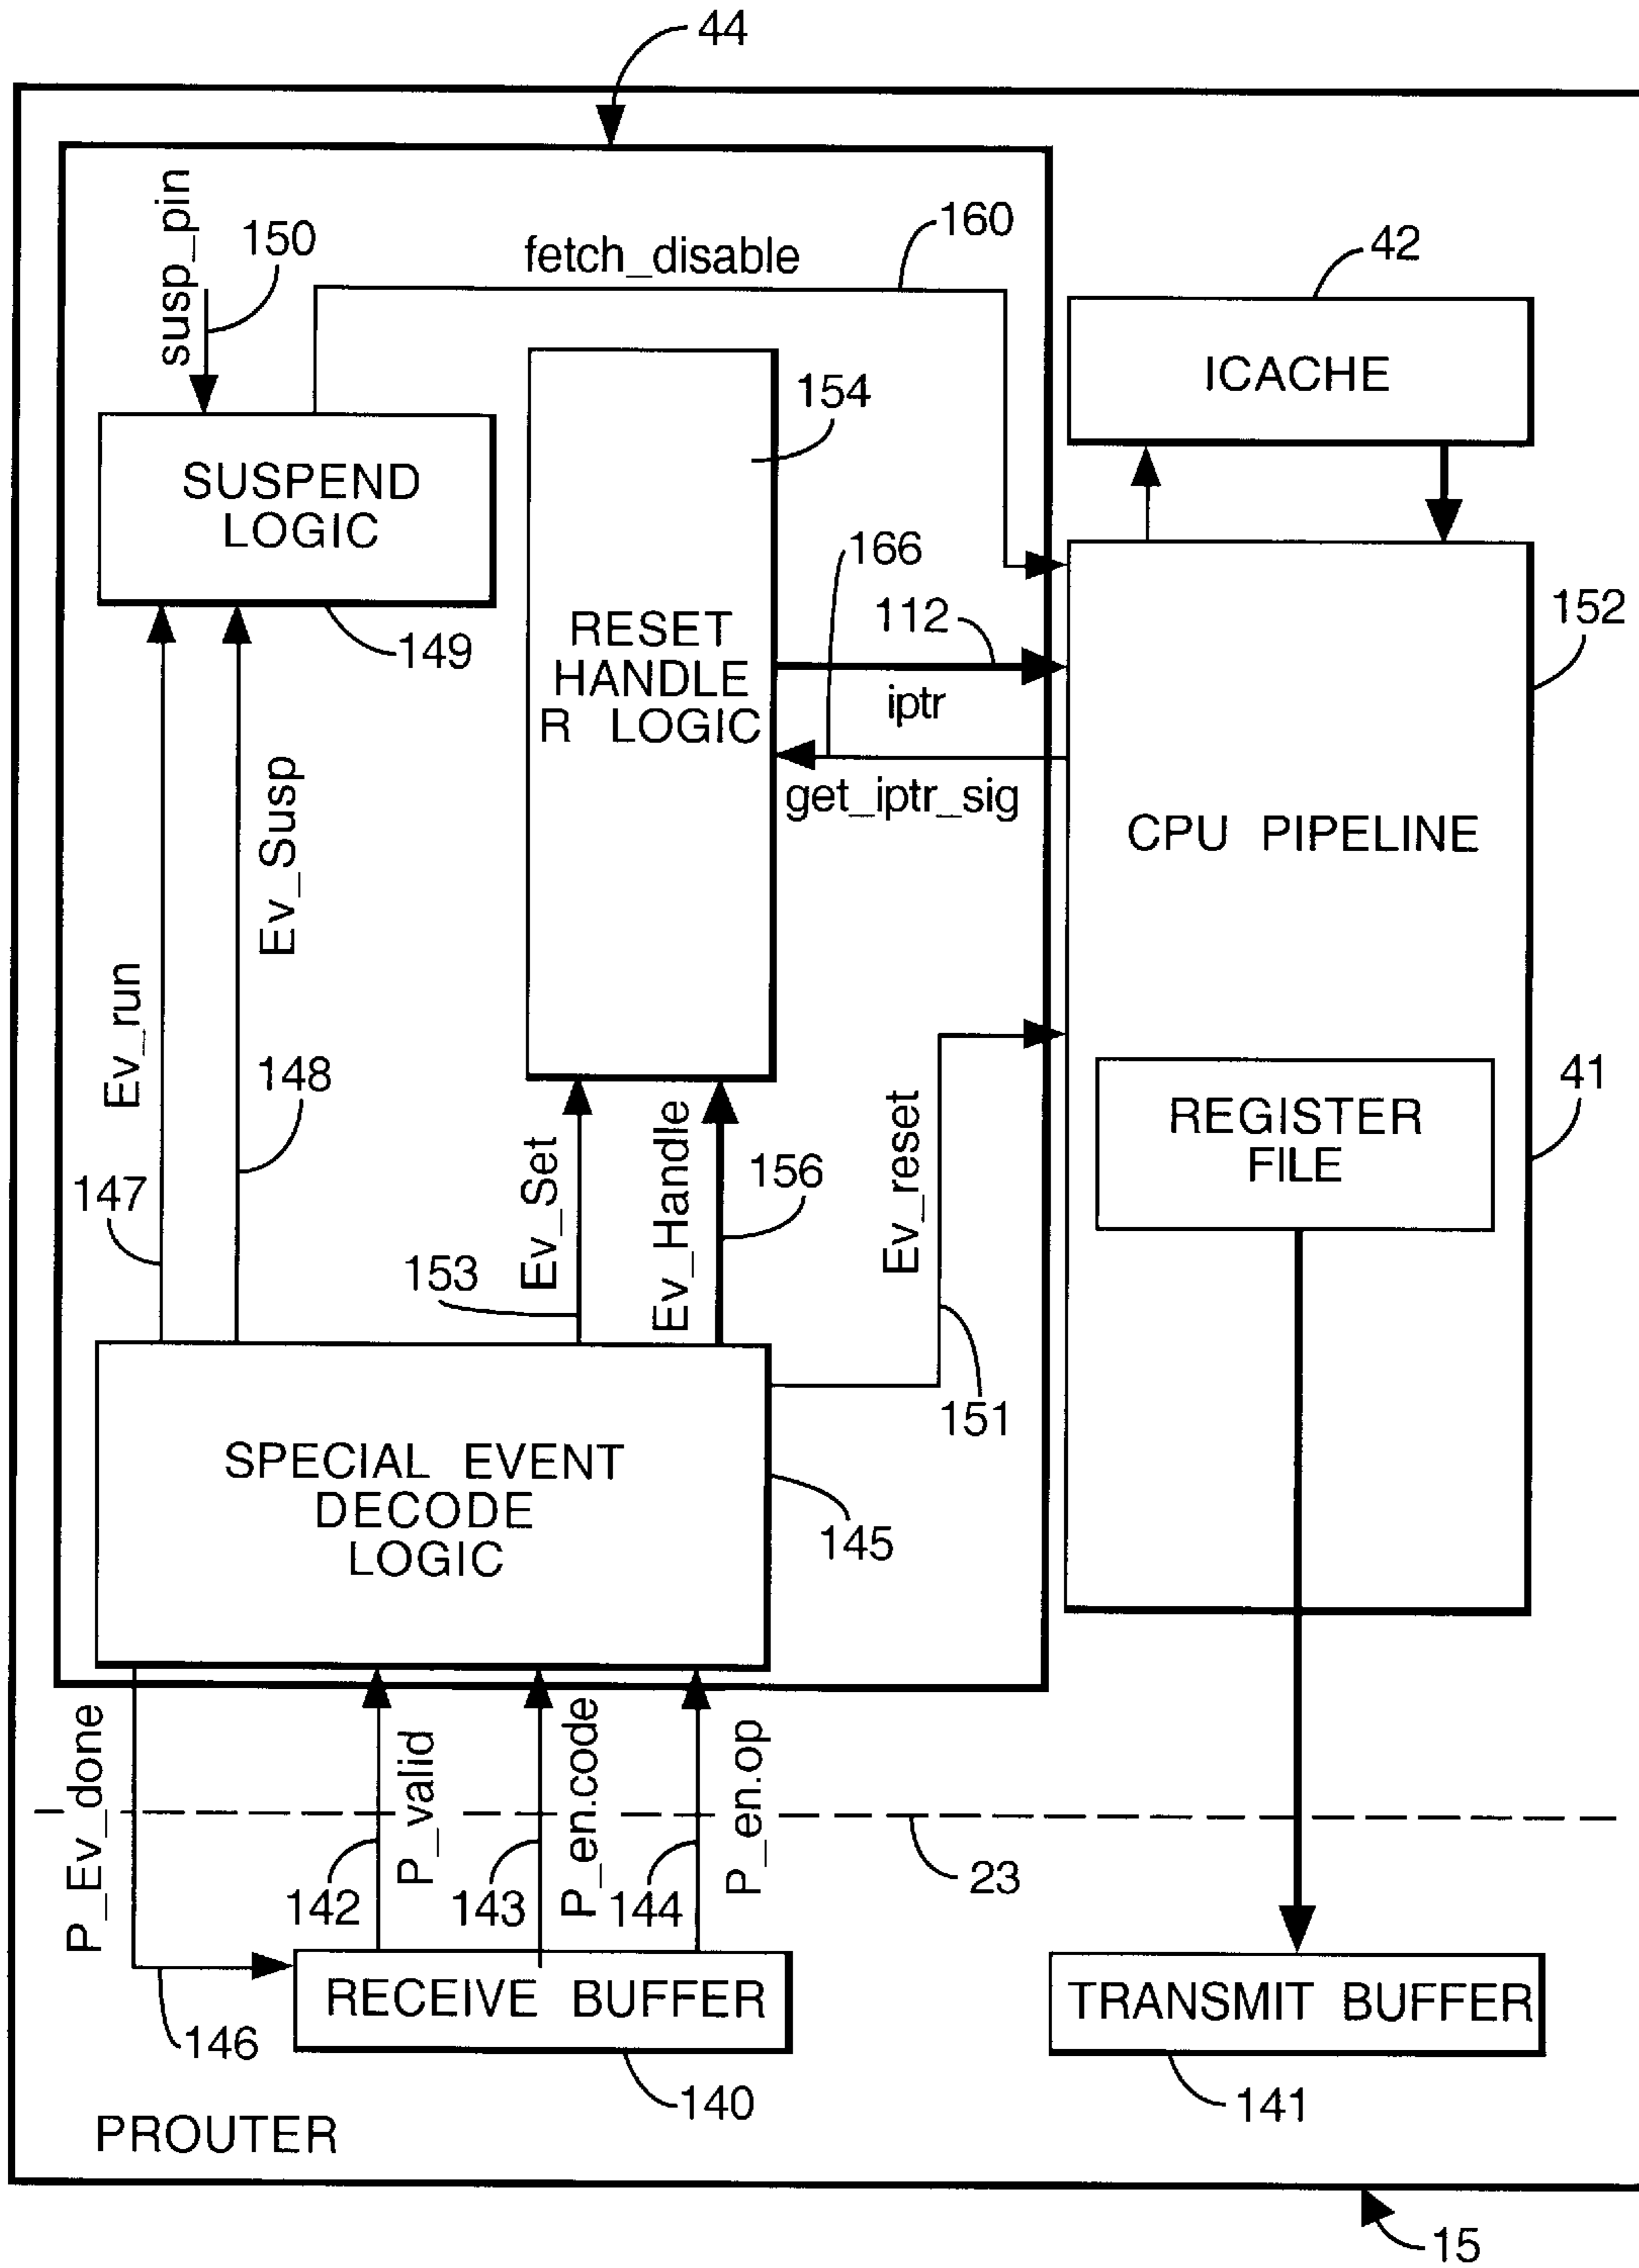 44
susp_pin
150
fetch_disable
160
42
ICACHE
154
SUSPEND
LOGIC
166
112
152
149
RESET
HANDLE
R LOGIC
iptr
get_iptr_sig
CPU PIPELINE
Ev_Susp
Ev_run
148
41
REGISTER
FILE
147
153
Ev_Set
Ev_Handle
156
Ev_reset
151
SPECIAL EVENT
DECODE
LOGIC
145
P_Ev_done
142
P_valid
143
P_en.code
144
P_en.op
23
RECEIVE BUFFER
TRANSMIT BUFFER
146
140
141
PROUTER
15